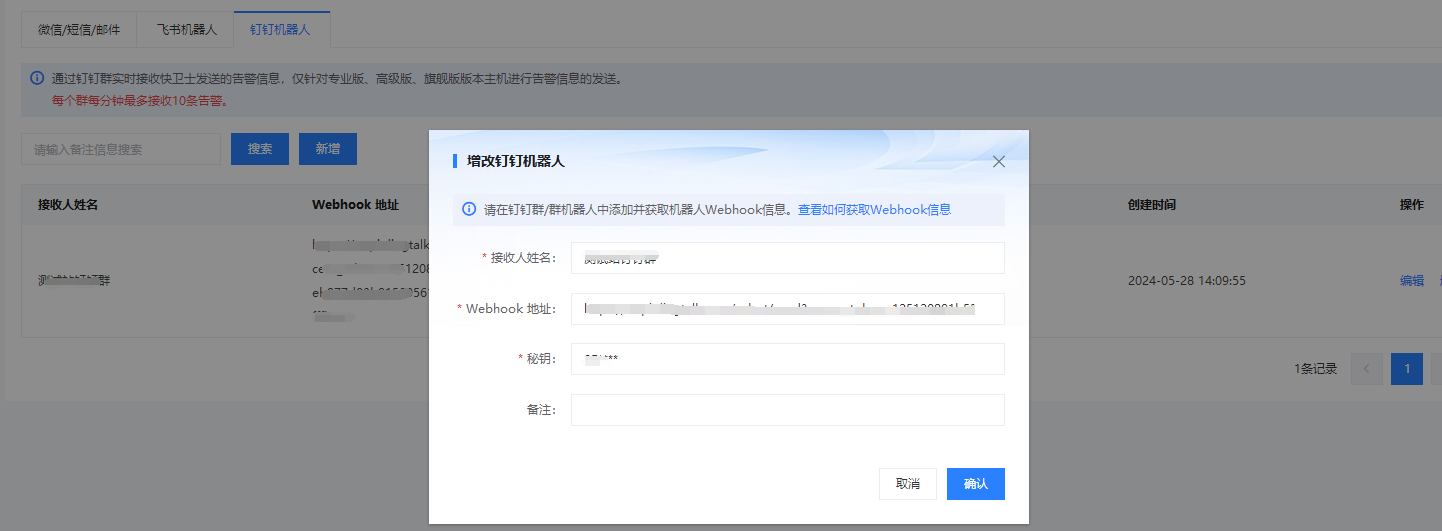 微信/短信/邮件
飞书机器人
钉钉机器人
通过钉钉群实时接收快卫士发送的告警信息，仅针对专业版、高级版、旗舰版版本主机进行告警信息的发送。
每个群每分钟最多接收10条告警。
请输入备注信息搜索
搜索
新增
接收人姓名
Webhook 地址
创建时间
操作
2024-05-28 14:09:55
编辑
1条记录
1
增改钉钉机器人
请在钉钉群/群机器人中添加并获取机器人Webhook信息。查看如何获取Webhook信息
* 接收人姓名：
* Webhook 地址：
* 秘钥：
备注：
取消
确认